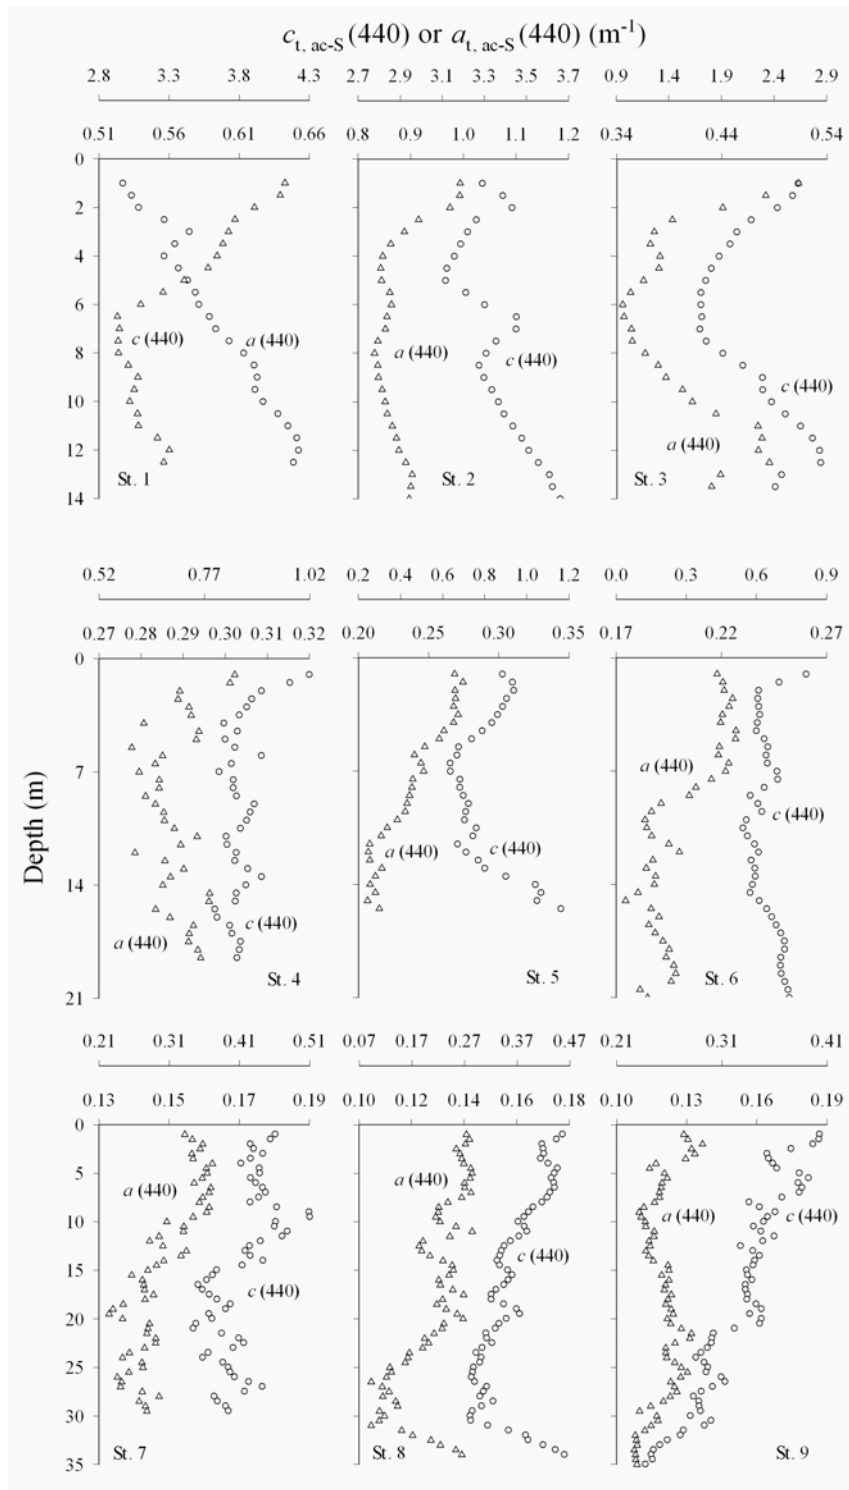 c t, ac-S (440) or a t, ac-S (440) (m-1)
2.8 3.3 3.8 4.3 2.7 2.9 3.1 3.3 3.5 3.7 0.9 1.4 1.9 2.4 2.9
0.51 0.56 0.61 0.66 0.8 0.9 1.0 1.1 1.2 0.34 0.44 0.54
0
2
4
6
c (440) a (440)
8 a (440) c (440)
c (440)
10
a (440)
12
St. 1 St. 2 St. 3
14
0.52 0.77 1.02 0.2 0.4 0.6 0.8 1.0 1.2 0.0 0.3 0.6 0.9
0.27 0.28 0.29 0.30 0.31 0.32 0.20 0.25 0.30 0.35 0.17 0.22 0.27
0
a (440)
7
c (440)
Depth (m)
a (440) c (440)
14
c (440)
a (440)
St. 4 St. 5 St. 6
21
0.21 0.31 0.41 0.51 0.07 0.17 0.27 0.37 0.47 0.21 0.31 0.41
0.13 0.15 0.17 0.19 0.10 0.12 0.14 0.16 0.18 0.10 0.13 0.16 0.19
0
5
a (440) a (440)
a (440) c (440)
10
c (440)
15
c (440)
20
25
30
St. 7 St. 8 St. 9
35